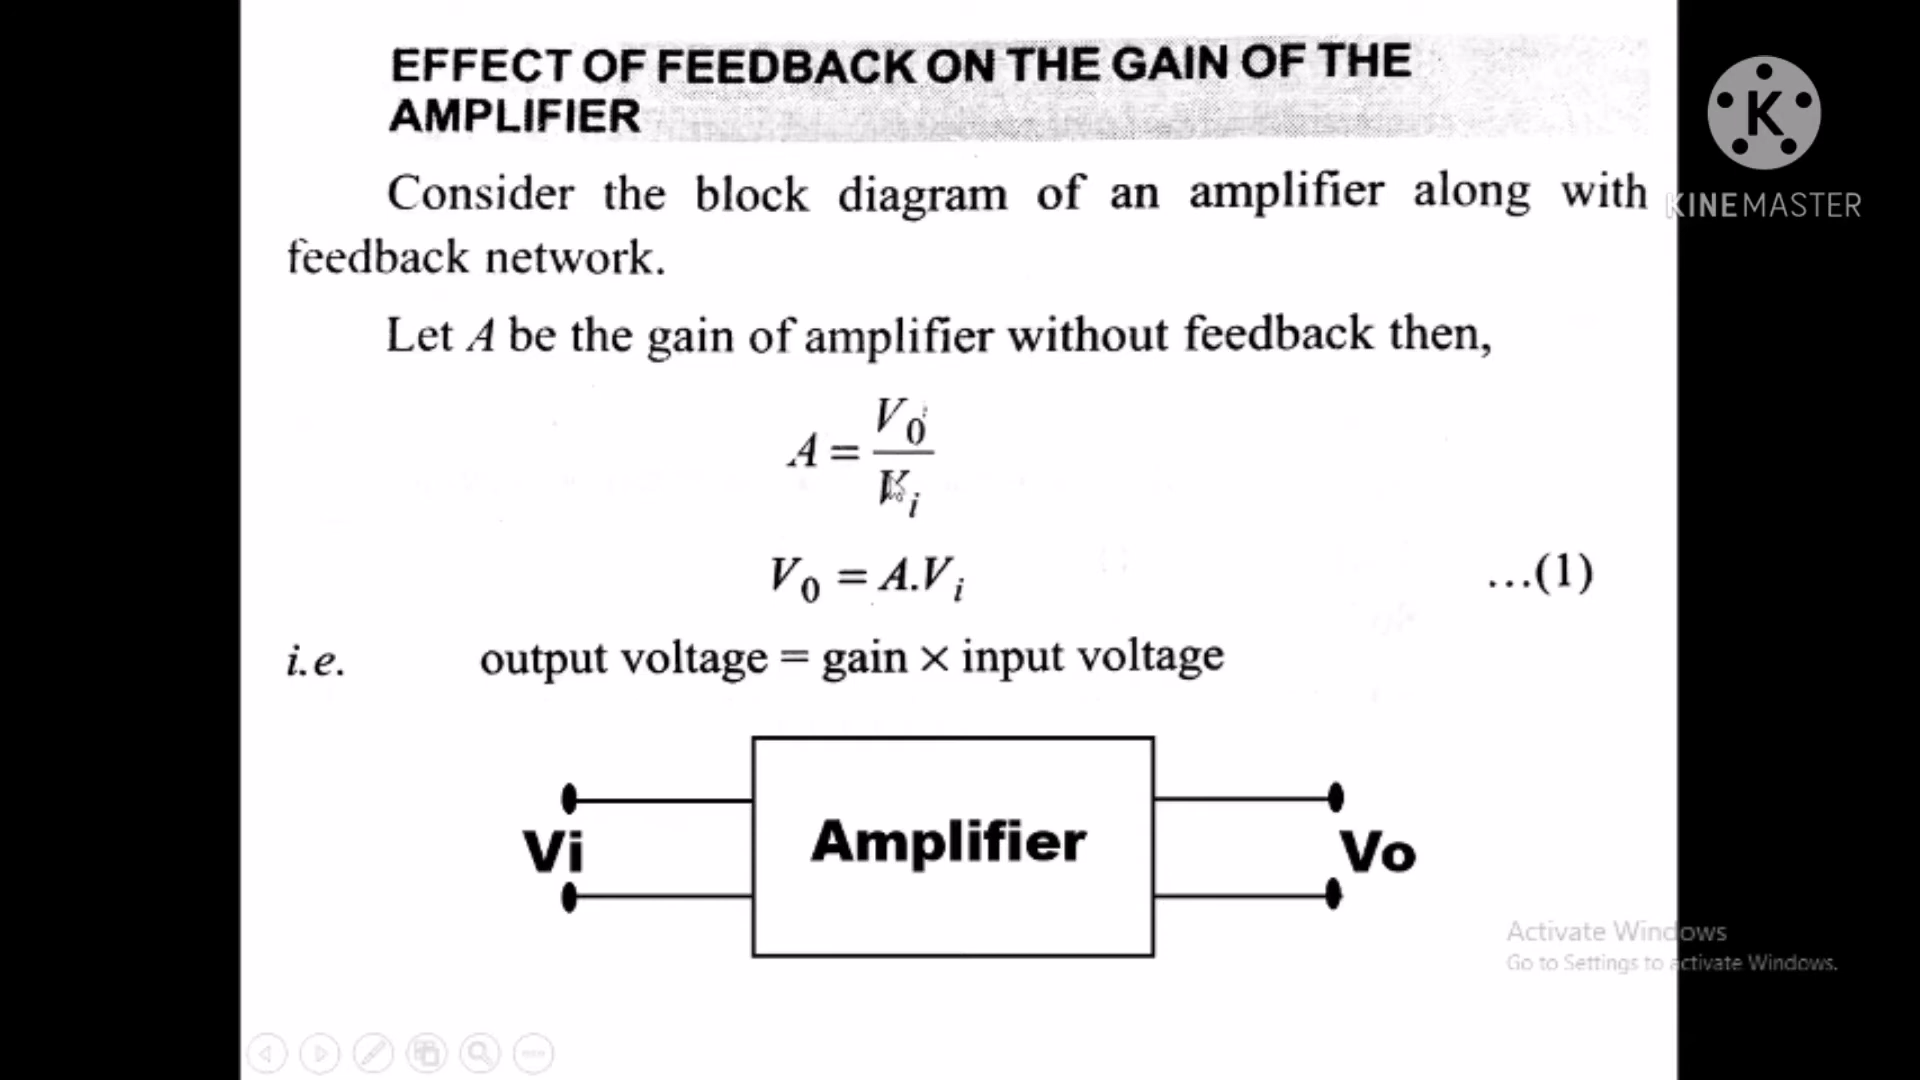 EFFECT OF FEEDBACK ON THE GAIN OF THE
AMPLIFIER
K
KINEMASTER
Consider the block diagram of an amplifier along with
feedback network.
Let A be the gain of amplifier without feedback then,
A = V0 / Vi
V0 = A.Vi ...(1)
i.e. output voltage = gain × input voltage
Vi
Amplifier
Vo
Activate Windows
Go to Settings to activate Windows.